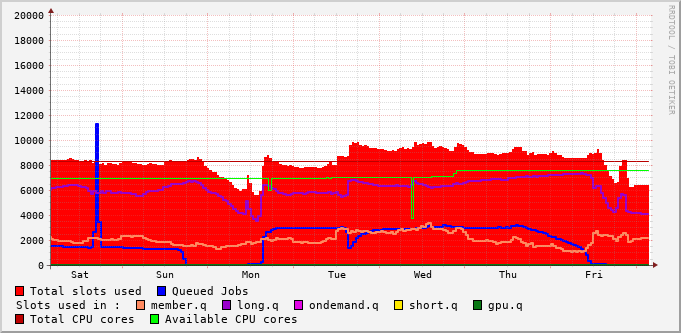 RRDTOOL / TOBI OETIKER
20000
18000
16000
14000
12000
10000
8000
6000
4000
2000
0
Sat Sun Mon Tue Wed Thu Fri
Total slots used Queued Jobs
Slots used in : member.q long.q ondemand.q short.q gpu.q
Total CPU cores Available CPU cores